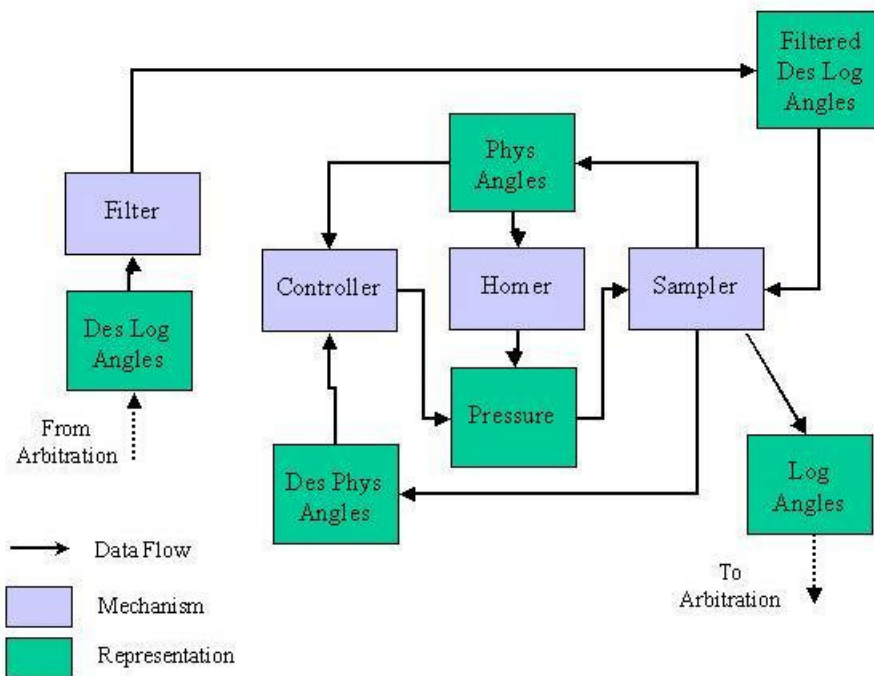 Filtered
Des Log
Angles
Phys
Angles
Filter
Controller
Homer
Sampler
Des Log
Angles
Pressure
From
Arbitration
Des Phys
Angles
Log
Angles
Data Flow
To
Arbitration
Mechanism
Representation